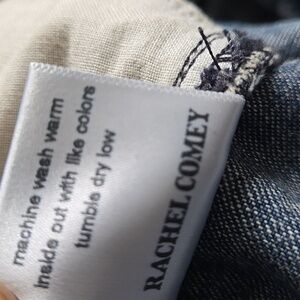 machine wash warm
inside out with like colors
tumble dry low
RACHEL COMEY